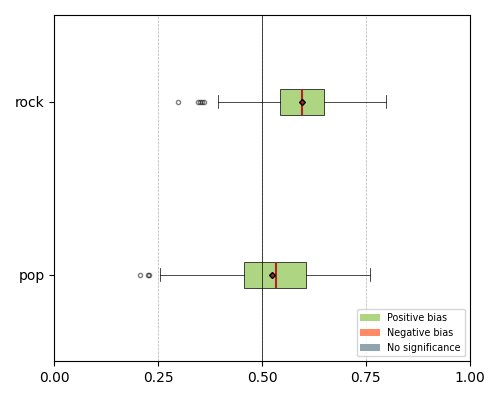 rock
pop
Positive bias
Negative bias
No significance
0.00 0.25 0.50 0.75 1.00